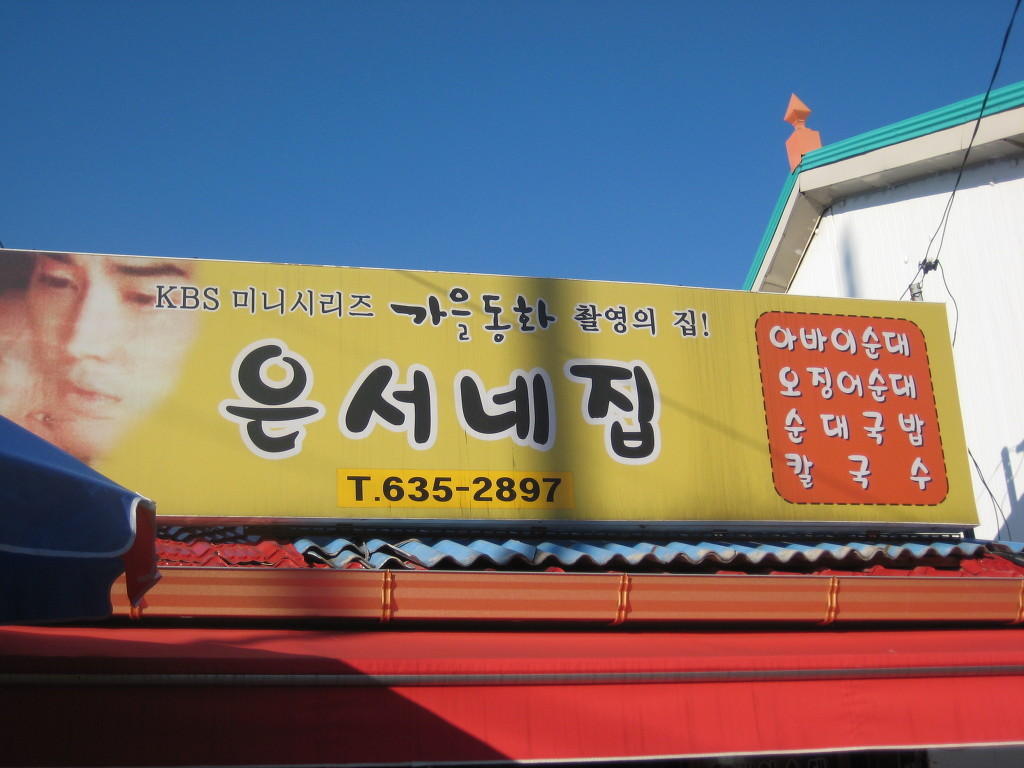 KBS 미니시리즈 가을동화 촬영의 집!
은서네집
T.635-2897
아바이순대
오징어순대
순대국밥
칼국수